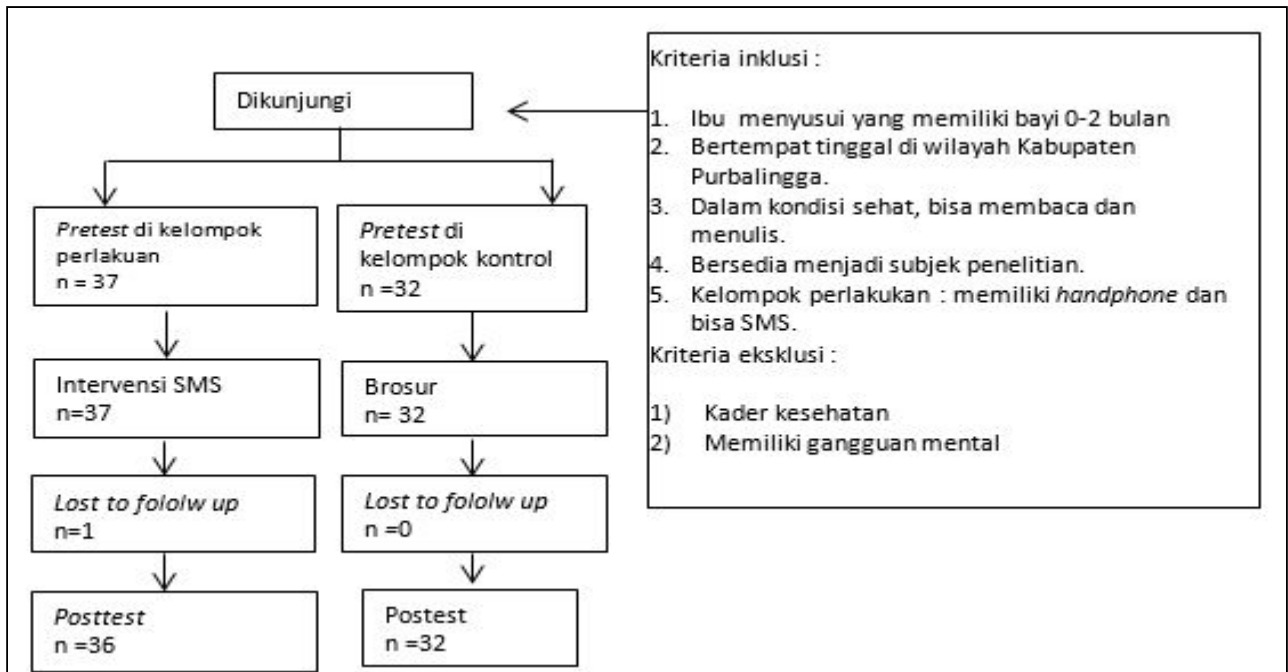 Dikunjungi
Pretest di kelompok
perlakuan
n = 37
Pretest di
kelompok kontrol
n =32
Intervensi SMS
n=37
Brosur
n= 32
Lost to fololw up
n=1
Lost to fololw up
n =0
Posttest
n =36
Postest
n =32
Kriteria inklusi :
1. Ibu menyusui yang memiliki bayi 0-2 bulan
2. Bertempat tinggal di wilayah Kabupaten
Purbalingga.
3. Dalam kondisi sehat, bisa membaca dan
menulis.
4. Bersedia menjadi subjek penelitian.
5. Kelompok perlakukan : memiliki handphone dan
bisa SMS.
Kriteria eksklusi :
1) Kader kesehatan
2) Memiliki gangguan mental